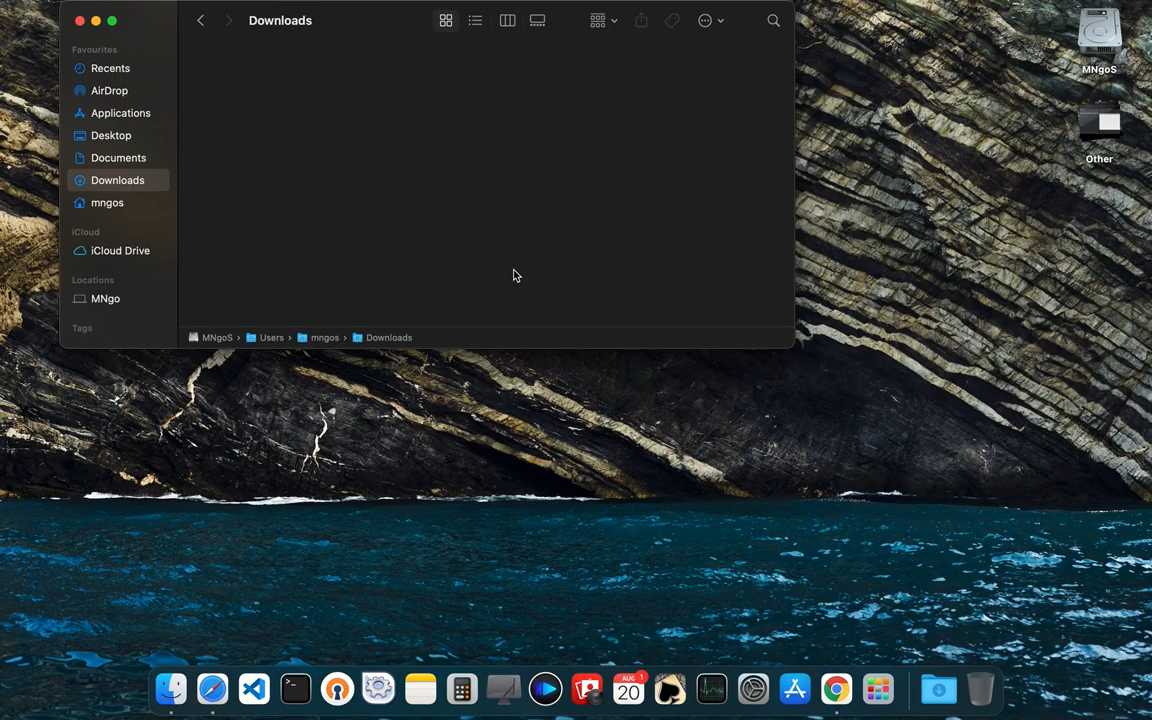 Downloads
Favourites
Recents
AirDrop
Applications
Desktop
Documents
Downloads
mngos
iCloud
iCloud Drive
Locations
MNgo
Tags
MNgoS › Users › mngos › Downloads
MNgoS
Other
AUG
20
1
>_